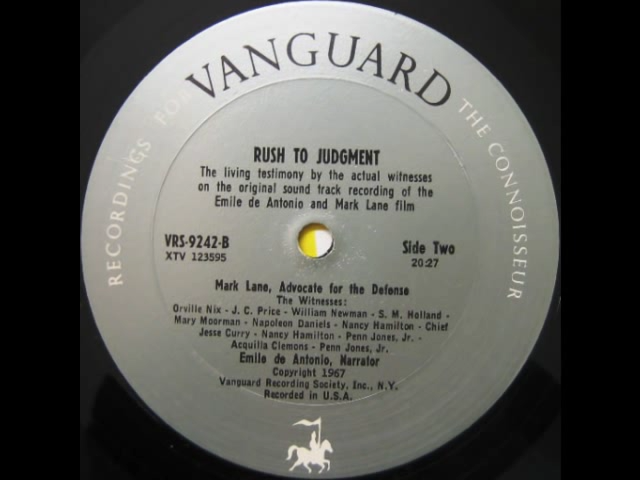 VANGUARD
RECORDINGS FOR THE CONNOISSEUR
RUSH TO JUDGMENT
The living testimony by the actual witnesses
on the original sound track recording of the
Emile de Antonio and Mark Lane film
VRS-9242-B
XTV 123595
Side Two
20:27
Mark Lane, Advocate for the Defense
The Witnesses:
Orville Nix - J. C. Price - William Newman - S. M. Holland -
Mary Moorman - Napoleon Daniels - Nancy Hamilton - Chief
Jesse Curry - Nancy Hamilton - Penn Jones, Jr. -
Acquilla Clemons - Penn Jones, Jr.
Emile de Antonio, Narrator
Copyright 1967
Vanguard Recording Society, Inc., N.Y.
Recorded in U.S.A.